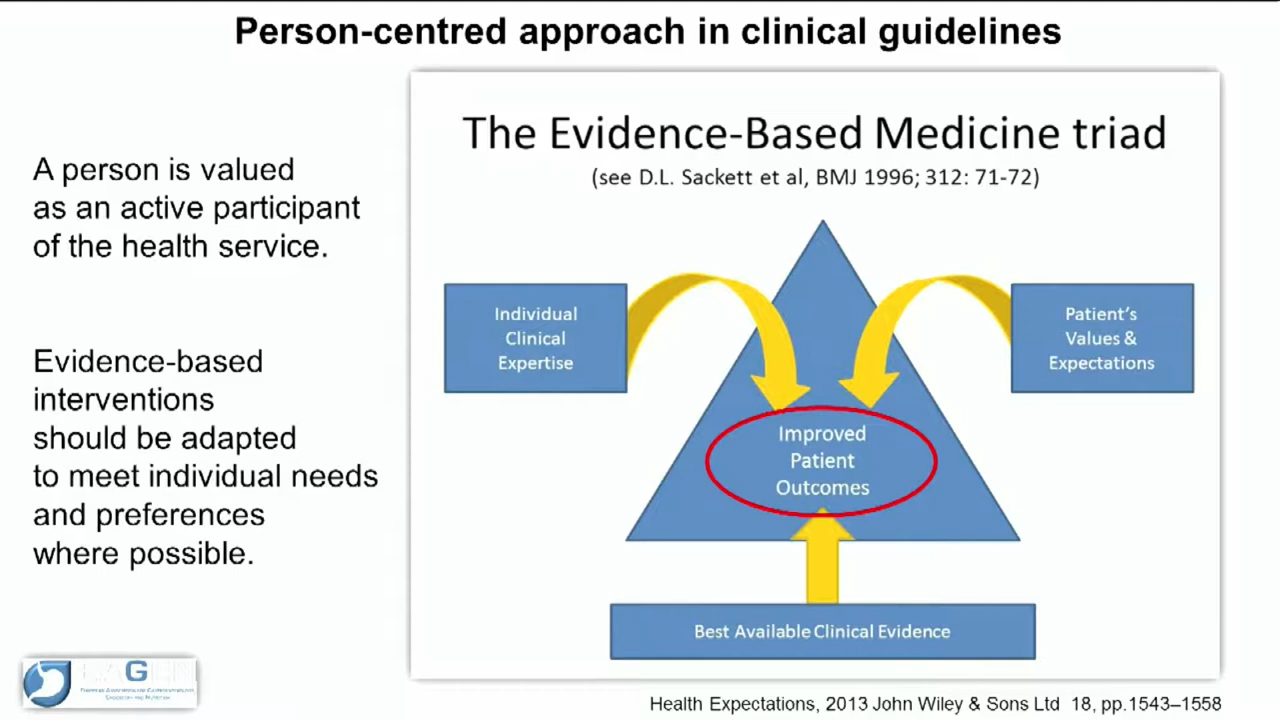 Person-centred approach in clinical guidelines
A person is valued
as an active participant
of the health service.
Evidence-based
interventions
should be adapted
to meet individual needs
and preferences
where possible.
The Evidence-Based Medicine triad
(see D.L. Sackett et al, BMJ 1996; 312: 71-72)
Individual
Clinical
Expertise
Patient's
Values &
Expectations
Improved
Patient
Outcomes
Best Available Clinical Evidence
Health Expectations, 2013 John Wiley & Sons Ltd 18, pp.1543–1558